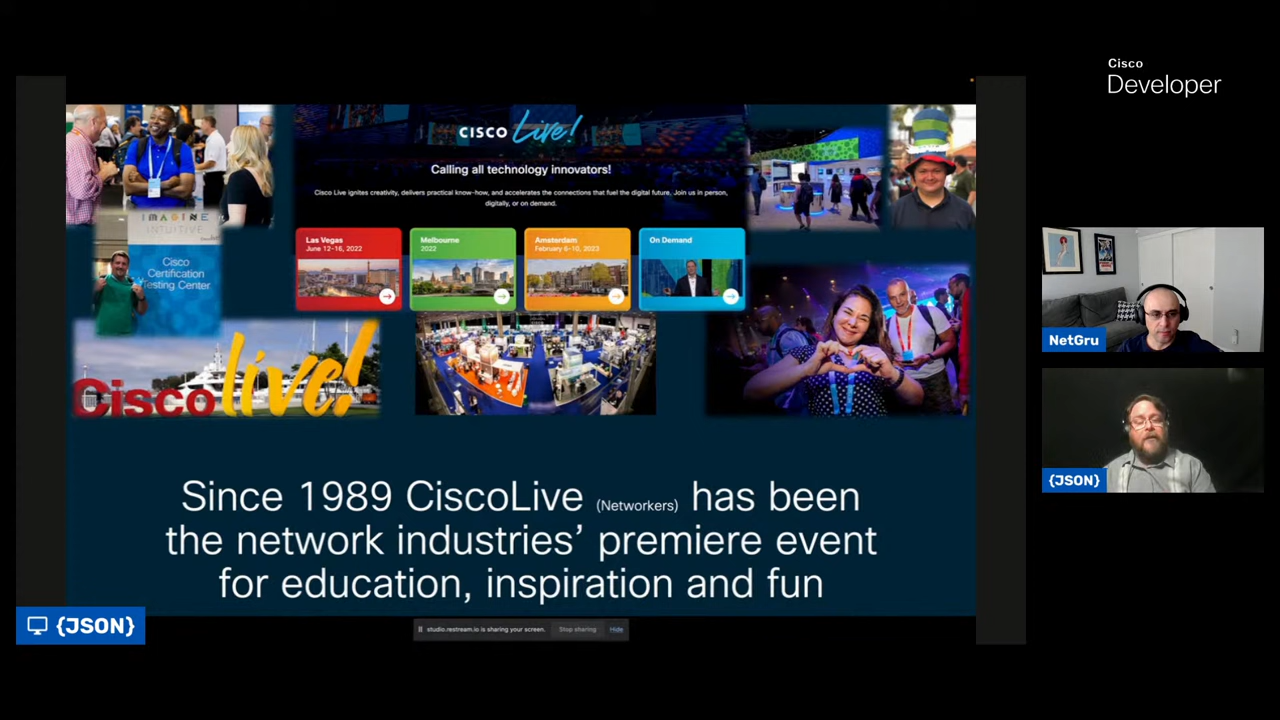 Cisco
Developer
CISCO Live!
Calling all technology innovators!
Cisco Live ignites creativity, delivers practical know-how, and accelerates the connections that fuel the digital future. Join us in person,
digitally, or on demand.
IMAGINE
INTUITIVE
Cisco
Certification
Testing Center
Las Vegas
June 12-16, 2022
Melbourne
2022
Amsterdam
February 6-10, 2023
On Demand
Cisco live!
Since 1989 CiscoLive (Networkers) has been
the network industries’ premiere event
for education, inspiration and fun
NetGru
{JSON}
{JSON}
studio.restream.io is sharing your screen. Stop sharing Hide